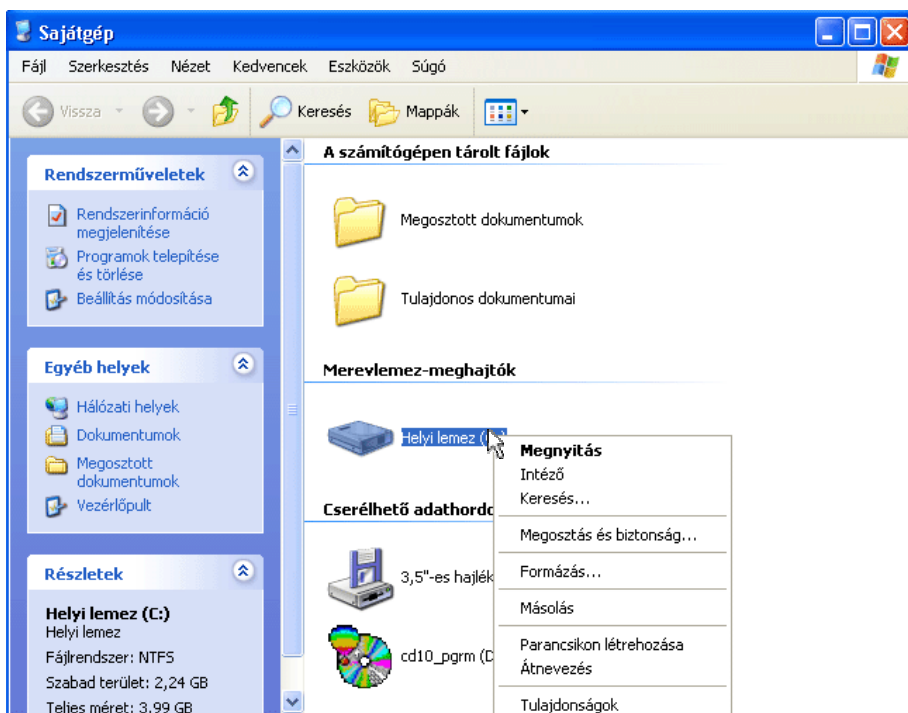 Sajátgép
Fájl Szerkesztés Nézet Kedvencek Eszközök Súgó
Vissza Keresés Mappák
Rendszerműveletek
Rendszerinformáció
megjelenítése
Programok telepítése
és törlése
Beállítás módosítása
Egyéb helyek
Hálózati helyek
Dokumentumok
Megosztott
dokumentumok
Vezérlőpult
Részletek
Helyi lemez (C:)
Helyi lemez
Fájlrendszer: NTFS
Szabad terület: 2,24 GB
Teljes méret: 3,99 GB
A számítógépen tárolt fájlok
Megosztott dokumentumok
Tulajdonos dokumentumai
Merevlemez-meghajtók
Helyi lemez
Cserélhető
3,5"-es
cd10_pgrm (D
Megnyitás
Intéző
Keresés...
Megosztás és biztonság...
Formázás...
Másolás
Parancsikon létrehozása
Átnevezés
Tulajdonságok